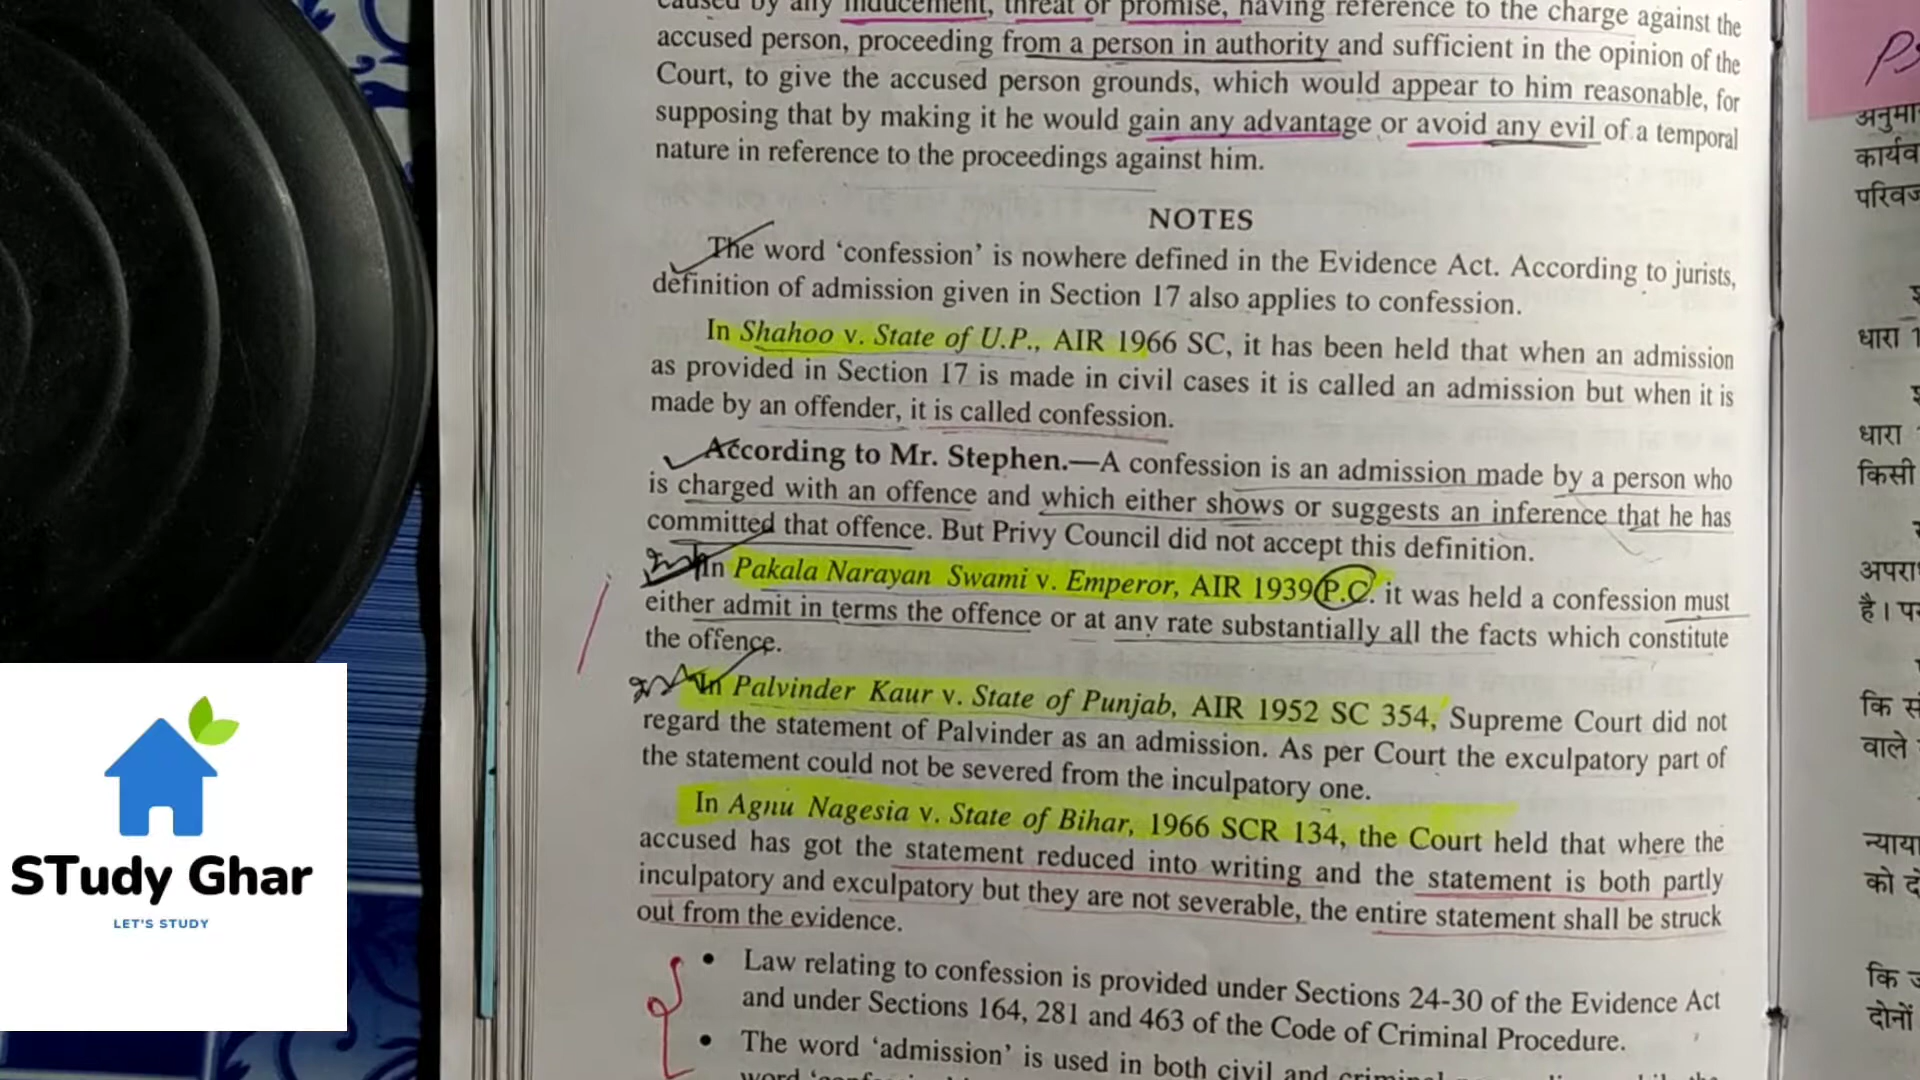 caused by any inducement, threat or promise, having reference to the charge against the
accused person, proceeding from a person in authority and sufficient in the opinion of the
Court, to give the accused person grounds, which would appear to him reasonable, for
supposing that by making it he would gain any advantage or avoid any evil of a temporal
nature in reference to the proceedings against him.
NOTES
The word ‘confession’ is nowhere defined in the Evidence Act. According to jurists,
definition of admission given in Section 17 also applies to confession.
In Shahoo v. State of U.P., AIR 1966 SC, it has been held that when an admission
as provided in Section 17 is made in civil cases it is called an admission but when it is
made by an offender, it is called confession.
According to Mr. Stephen.—A confession is an admission made by a person who
is charged with an offence and which either shows or suggests an inference that he has
committed that offence. But Privy Council did not accept this definition.
In Pakala Narayan Swami v. Emperor, AIR 1939 P.C. it was held a confession must
either admit in terms the offence or at any rate substantially all the facts which constitute
the offence.
In Palvinder Kaur v. State of Punjab, AIR 1952 SC 354, Supreme Court did not
regard the statement of Palvinder as an admission. As per Court the exculpatory part of
the statement could not be severed from the inculpatory one.
In Agnu Nagesia v. State of Bihar, 1966 SCR 134, the Court held that where the
accused has got the statement reduced into writing and the statement is both partly
inculpatory and exculpatory but they are not severable, the entire statement shall be struck
out from the evidence.
• Law relating to confession is provided under Sections 24-30 of the Evidence Act
and under Sections 164, 281 and 463 of the Code of Criminal Procedure.
• The word ‘admission’ is used in both civil and criminal
धारा 1
धारा
किसी
है।
कि
वाले
को
कि
दोनों
STudy Ghar
LET'S STUDY